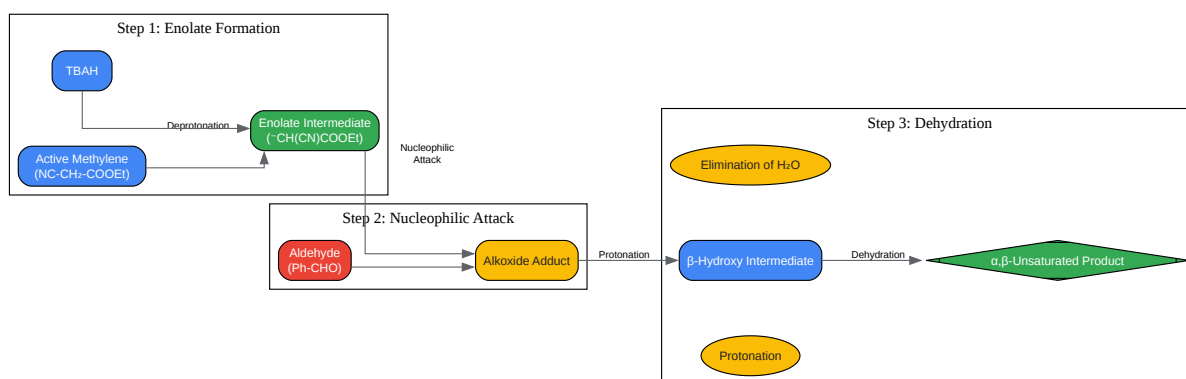 Step 1: Enolate Formation
TBAH
Deprotonation
Enolate Intermediate
(⁻CH(CN)COOEt)
Active Methylene
(NC-CH₂-COOEt)
Nucleophilic
Attack
Step 2: Nucleophilic Attack
Aldehyde
(Ph-CHO)
Alkoxide Adduct
Protonation
Step 3: Dehydration
Elimination of H₂O
β-Hydroxy Intermediate
Dehydration
α,β-Unsaturated Product
Protonation